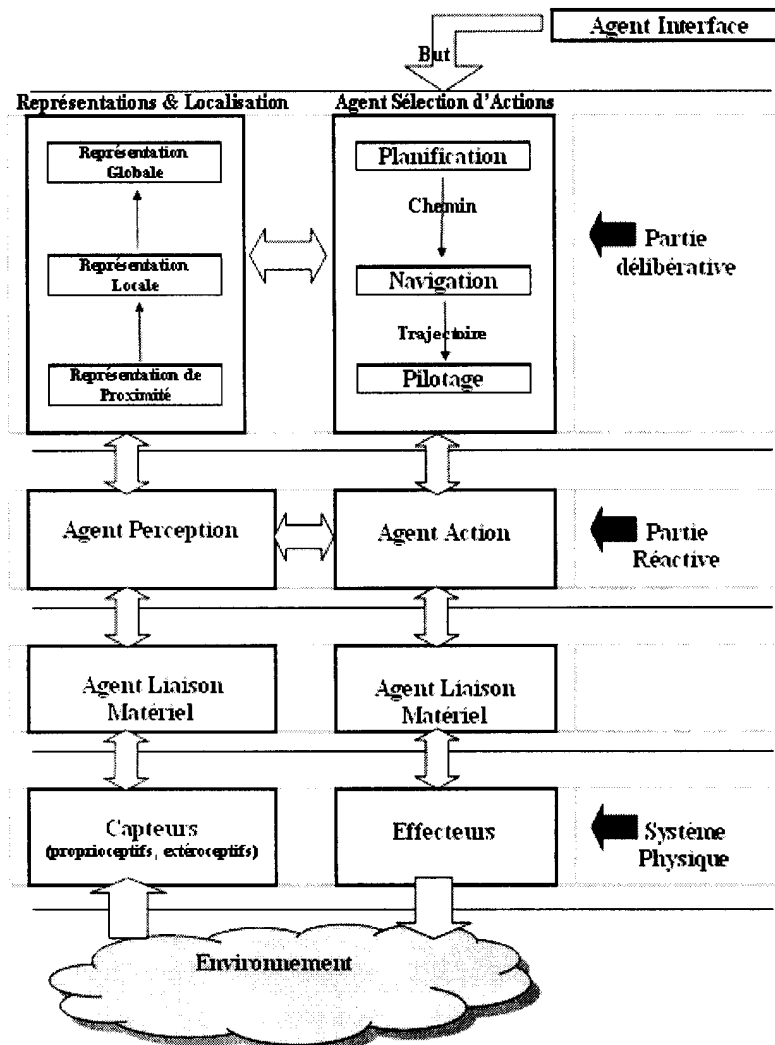 Agent Interface
But
Représentations & Localisation
Agent Sélection d'Actions
Représentation
Globale
Représentation
Locale
Représentation de
Proximité
Planification
Chemin
Navigation
Trajectoire
Pilotage
Partie
délibérative
Agent Perception
Agent Action
Partie
Réactive
Agent Liaison
Matériel
Agent Liaison
Matériel
Capteurs
(proprioceptifs, extéroceptifs)
Effecteurs
Système
Physique
Environnement